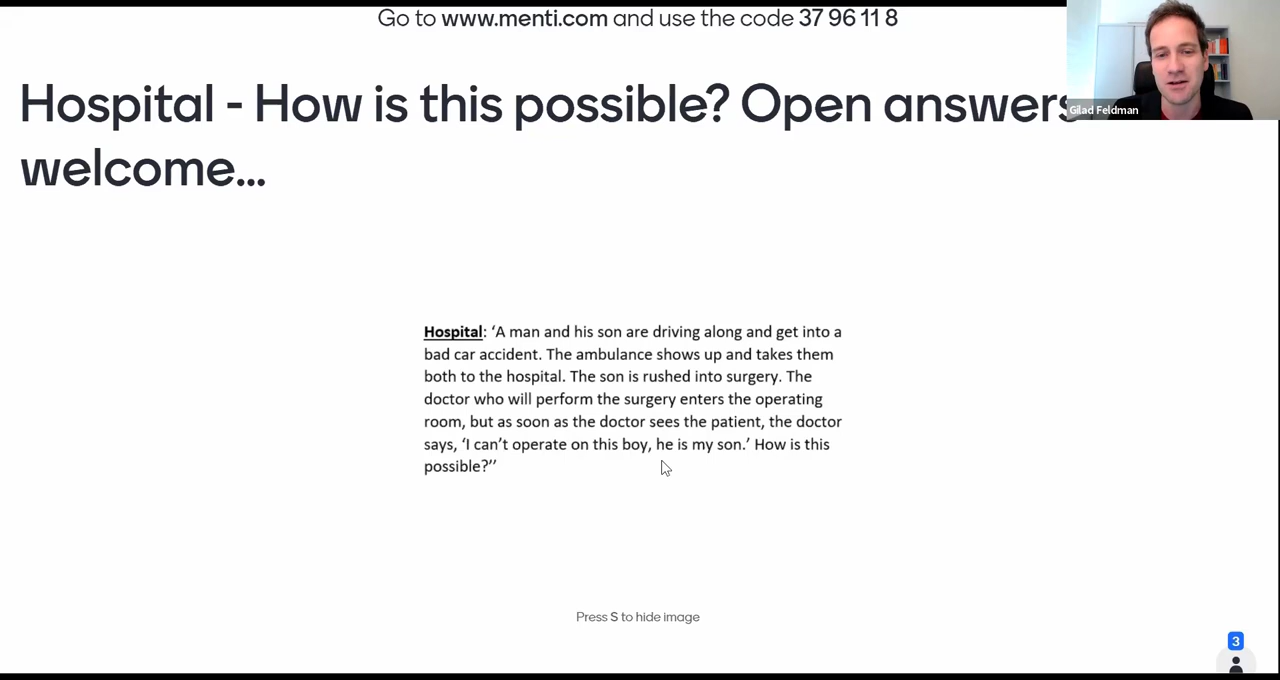 Go to www.menti.com and use the code 37 96 11 8
Gilad Feldman
Hospital - How is this possible? Open answers
welcome...
Hospital: ‘A man and his son are driving along and get into a
bad car accident. The ambulance shows up and takes them
both to the hospital. The son is rushed into surgery. The
doctor who will perform the surgery enters the operating
room, but as soon as the doctor sees the patient, the doctor
says, ‘I can’t operate on this boy, he is my son.’ How is this
possible?’’
Press S to hide image
3